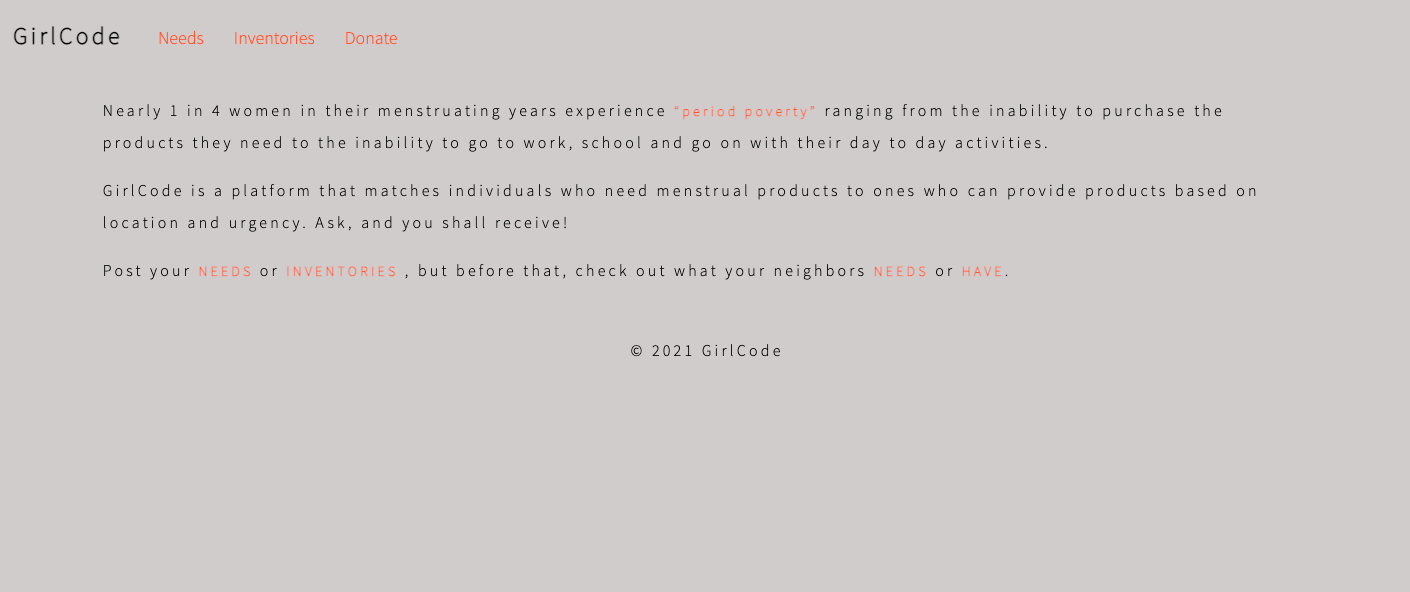 GirlCode Needs Inventories Donate
Nearly 1 in 4 women in their menstruating years experience “period poverty” ranging from the inability to purchase the
products they need to the inability to go to work, school and go on with their day to day activities.
GirlCode is a platform that matches individuals who need menstrual products to ones who can provide products based on
location and urgency. Ask, and you shall receive!
Post your NEEDS or INVENTORIES , but before that, check out what your neighbors NEEDS or HAVE.
© 2021 GirlCode